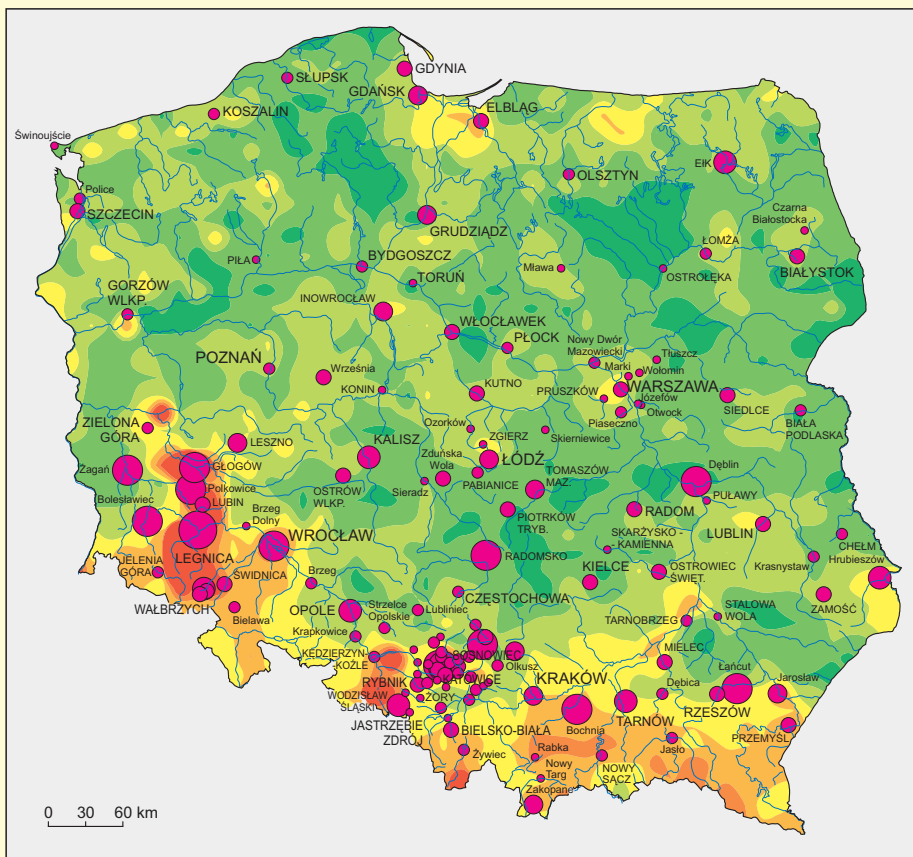 GDYNIA
SŁUPSK
GDAŃSK
KOSZALIN
ELBLĄG
Świnoujście
EŁK
OLSZTYN
Police
SZCZECIN
Czarna
Białostocka
GRUDZIĄDZ
ŁOMŻA
PIŁA
BYDGOSZCZ
Mława
BIAŁYSTOK
OSTROŁĘKA
TORUŃ
GORZÓW
WLKP.
INOWROCŁAW
WŁOCŁAWEK
PŁOCK
Nowy Dwór
Mazowiecki
Tłuszcz
POZNAŃ
Marki
Wołomin
Września
WARSZAWA
KONIN
KUTNO
PRUSZKÓW
Józefów
SIEDLCE
Otwock
Piaseczno
BIAŁA
PODLASKA
ZIELONA
GÓRA
Ozorków
Skierniewice
LESZNO
KALISZ
ZGIERZ
Zduńska
Wola
ŁÓDŹ
Żagań
GŁOGÓW
Dęblin
PABIANICE
TOMASZÓW
MAZ.
OSTRÓW
WLKP.
Sieradz
Polkowice
Bolesławiec
LUBIN
PUŁAWY
Brzeg
Dolny
PIOTRKÓW
TRYB.
RADOM
WROCŁAW
LUBLIN
LEGNICA
SKARŻYSKO -
KAMIENNA
CHEŁM
RADOMSKO
JELENIA
GÓRA
Krasnystaw
Hrubieszów
ŚWIDNICA
Brzeg
KIELCE
OSTROWIEC
ŚWIĘT.
CZĘSTOCHOWA
ZAMOŚĆ
WAŁBRZYCH
OPOLE
Strzelce
Opolskie
Lubliniec
Bielawa
STALOWA
WOLA
TARNOBRZEG
Krapkowice
KĘDZIERZYN-
KOŹLE
SOSNOWIEC
Olkusz
MIELEC
KATOWICE
Łańcut
KRAKÓW
Jarosław
RYBNIK
Dębica
WODZISŁAW
ŚLĄSKI
ŻORY
RZESZÓW
Bochnia
TARNÓW
JASTRZĘBIE
ZDRÓJ
BIELSKO-BIAŁA
PRZEMYŚL
Żywiec
Rabka
Jasło
Nowy
Targ
NOWY
SĄCZ
Zakopane
0 30 60 km